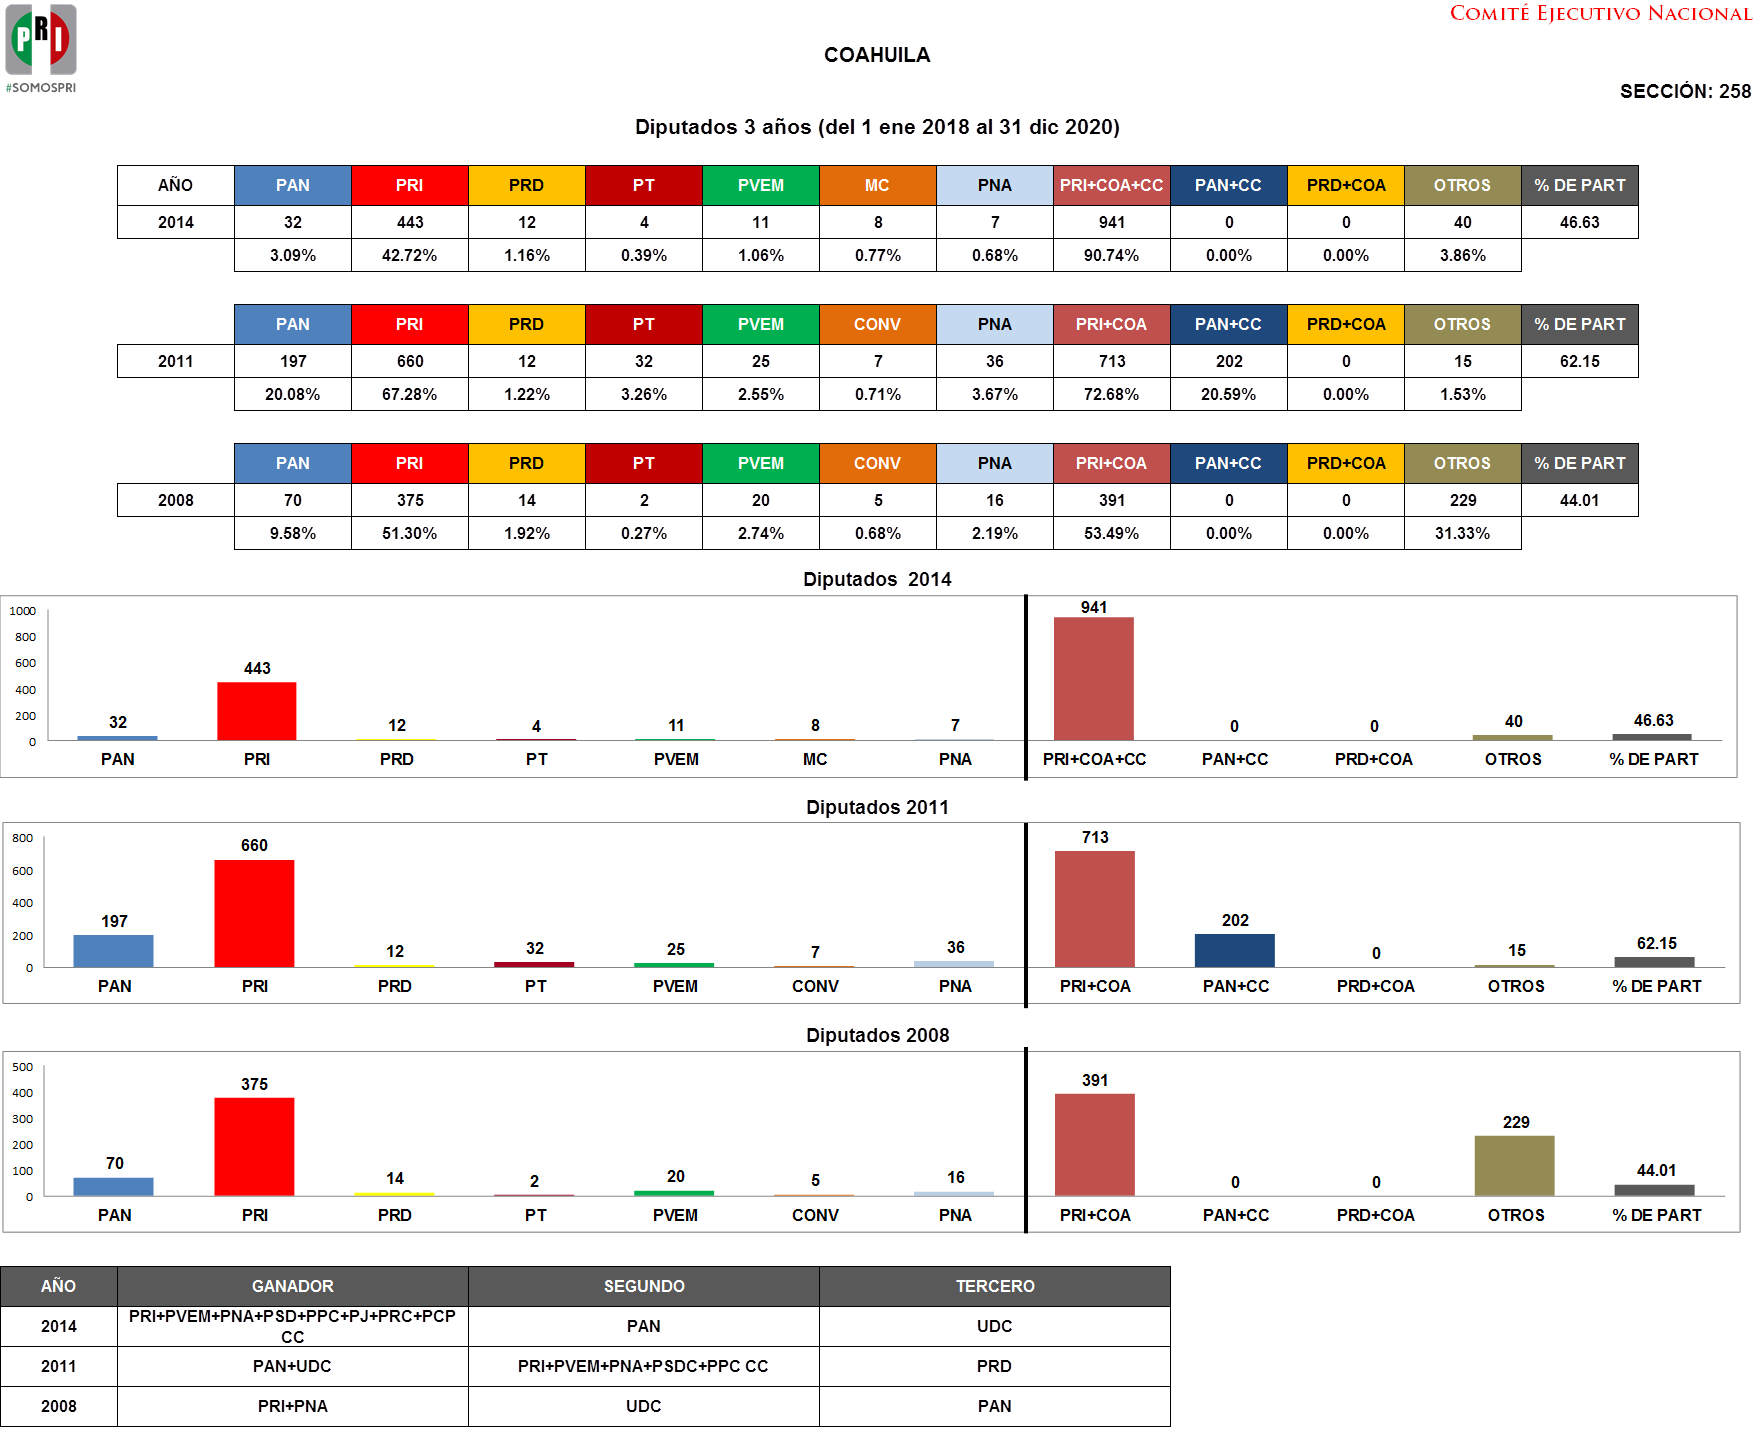 PRI
#SOMOSPRI
COMITÉ EJECUTIVO NACIONAL
COAHUILA
SECCIÓN: 258
Diputados 3 años (del 1 ene 2018 al 31 dic 2020)
AÑO PAN PRI PRD PT PVEM MC PNA PRI+COA+CC PAN+CC PRD+COA OTROS % DE PART
2014 32 443 12 4 11 8 7 941 0 0 40 46.63
3.09% 42.72% 1.16% 0.39% 1.06% 0.77% 0.68% 90.74% 0.00% 0.00% 3.86%
PAN PRI PRD PT PVEM CONV PNA PRI+COA PAN+CC PRD+COA OTROS % DE PART
2011 197 660 12 32 25 7 36 713 202 0 15 62.15
20.08% 67.28% 1.22% 3.26% 2.55% 0.71% 3.67% 72.68% 20.59% 0.00% 1.53%
PAN PRI PRD PT PVEM CONV PNA PRI+COA PAN+CC PRD+COA OTROS % DE PART
2008 70 375 14 2 20 5 16 391 0 0 229 44.01
9.58% 51.30% 1.92% 0.27% 2.74% 0.68% 2.19% 53.49% 0.00% 0.00% 31.33%
Diputados 2014
1000
800
600
400
200
0
32 443 12 4 11 8 7 941 0 0 40 46.63
PAN PRI PRD PT PVEM MC PNA PRI+COA+CC PAN+CC PRD+COA OTROS % DE PART
Diputados 2011
800
600
400
200
0
197 660 12 32 25 7 36 713 202 0 15 62.15
PAN PRI PRD PT PVEM CONV PNA PRI+COA PAN+CC PRD+COA OTROS % DE PART
Diputados 2008
500
400
300
200
100
0
70 375 14 2 20 5 16 391 0 0 229 44.01
PAN PRI PRD PT PVEM CONV PNA PRI+COA PAN+CC PRD+COA OTROS % DE PART
AÑO GANADOR SEGUNDO TERCERO
2014 PRI+PVEM+PNA+PSD+PPC+PJ+PRC+PCP CC PAN UDC
2011 PAN+UDC PRI+PVEM+PNA+PSDC+PPC CC PRD
2008 PRI+PNA UDC PAN